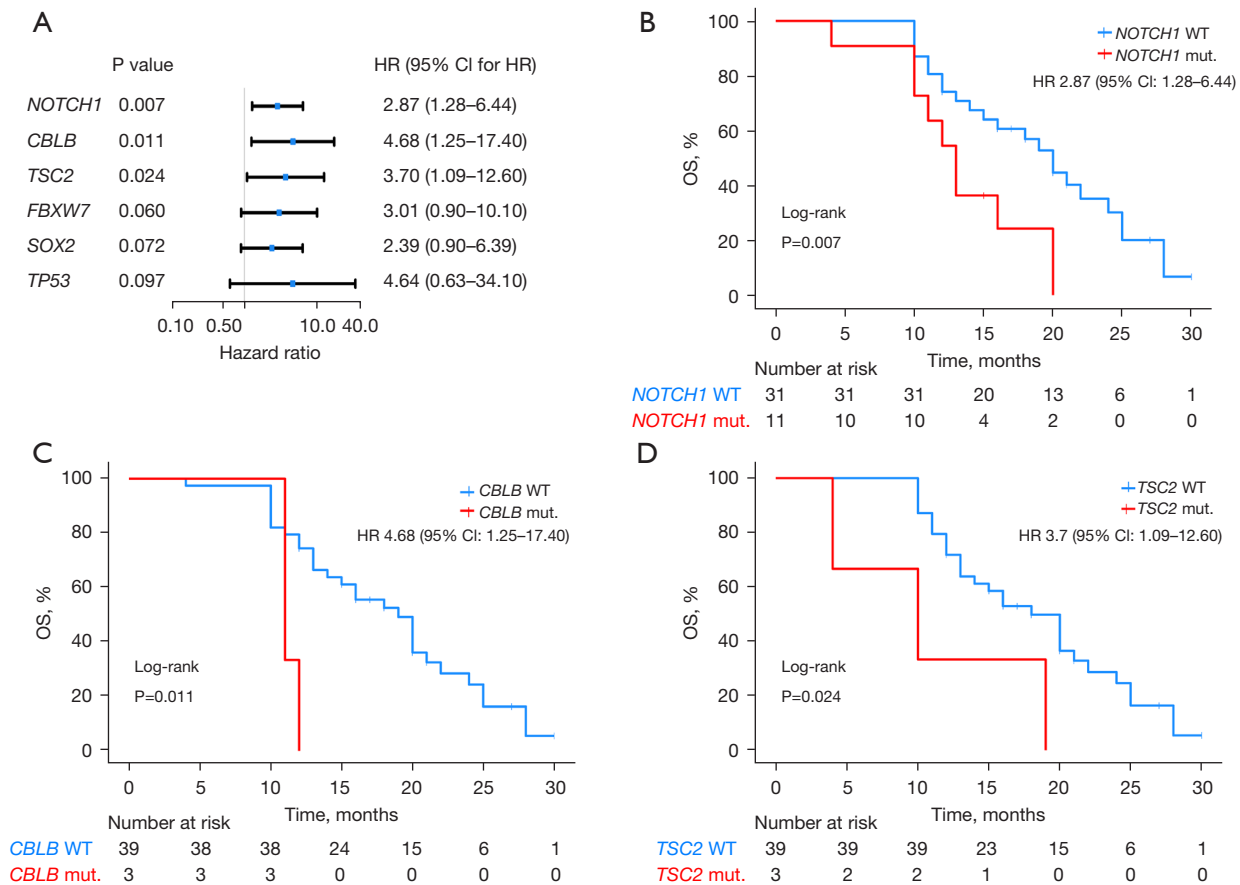 A
P value HR (95% CI for HR)
NOTCH1 0.007 2.87 (1.28–6.44)
CBLB 0.011 4.68 (1.25–17.40)
TSC2 0.024 3.70 (1.09–12.60)
FBXW7 0.060 3.01 (0.90–10.10)
SOX2 0.072 2.39 (0.90–6.39)
TP53 0.097 4.64 (0.63–34.10)
0.10 0.50 10.0 40.0
Hazard ratio
B
NOTCH1 WT
NOTCH1 mut.
HR 2.87 (95% CI: 1.28–6.44)
100
80
60
40
20
0
OS, %
Log-rank
P=0.007
0 5 10 15 20 25 30
Time, months
Number at risk
NOTCH1 WT 31 31 31 20 13 6 1
NOTCH1 mut. 11 10 10 4 2 0 0
C
CBLB WT
CBLB mut.
HR 4.68 (95% CI: 1.25–17.40)
100
80
60
40
20
0
OS, %
Log-rank
P=0.011
0 5 10 15 20 25 30
Time, months
Number at risk
CBLB WT 39 38 38 24 15 6 1
CBLB mut. 3 3 3 0 0 0 0
D
TSC2 WT
TSC2 mut.
HR 3.7 (95% CI: 1.09–12.60)
100
80
60
40
20
0
OS, %
Log-rank
P=0.024
0 5 10 15 20 25 30
Time, months
Number at risk
TSC2 WT 39 39 39 23 15 6 1
TSC2 mut. 3 2 2 1 0 0 0